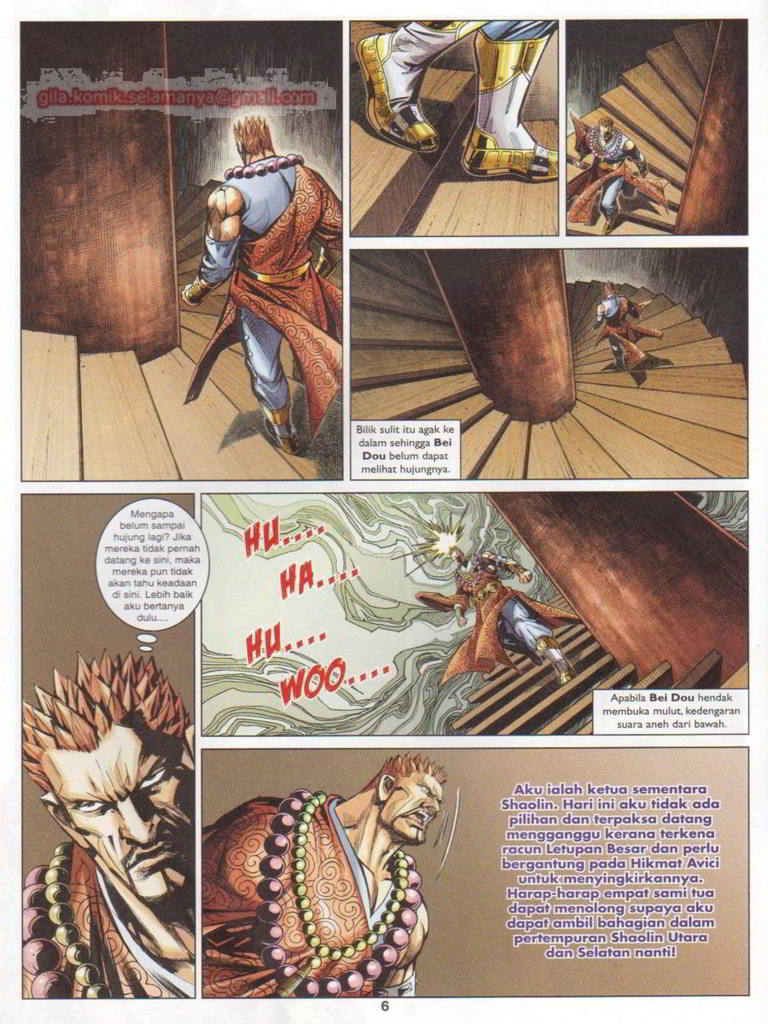 gila.komik.selamanya@gmail.com
Bilik sulit itu agak ke
dalam sehingga Bei
Dou belum dapat
melihat hujungnya.
Mengapa
belum sampai
hujung lagi? Jika
mereka tidak pernah
datang ke sini, maka
mereka pun tidak
akan tahu keadaan
di sini. Lebih baik
aku bertanya
dulu....
HU....
HA....
HU....
WOO....
Apabila Bei Dou hendak
membuka mulut, kedengaran
suara aneh dari bawah.
Aku ialah ketua sementara
Shaolin. Hari ini aku tidak ada
pilihan dan terpaksa datang
mengganggu kerana terkena
racun Letupan Besar dan perlu
bergantung pada Hikmat Avici
untuk menyingkirkannya.
Harap-harap empat sami tua
dapat menolong supaya aku
dapat ambil bahagian dalam
pertempuran Shaolin Utara
dan Selatan nanti!
6